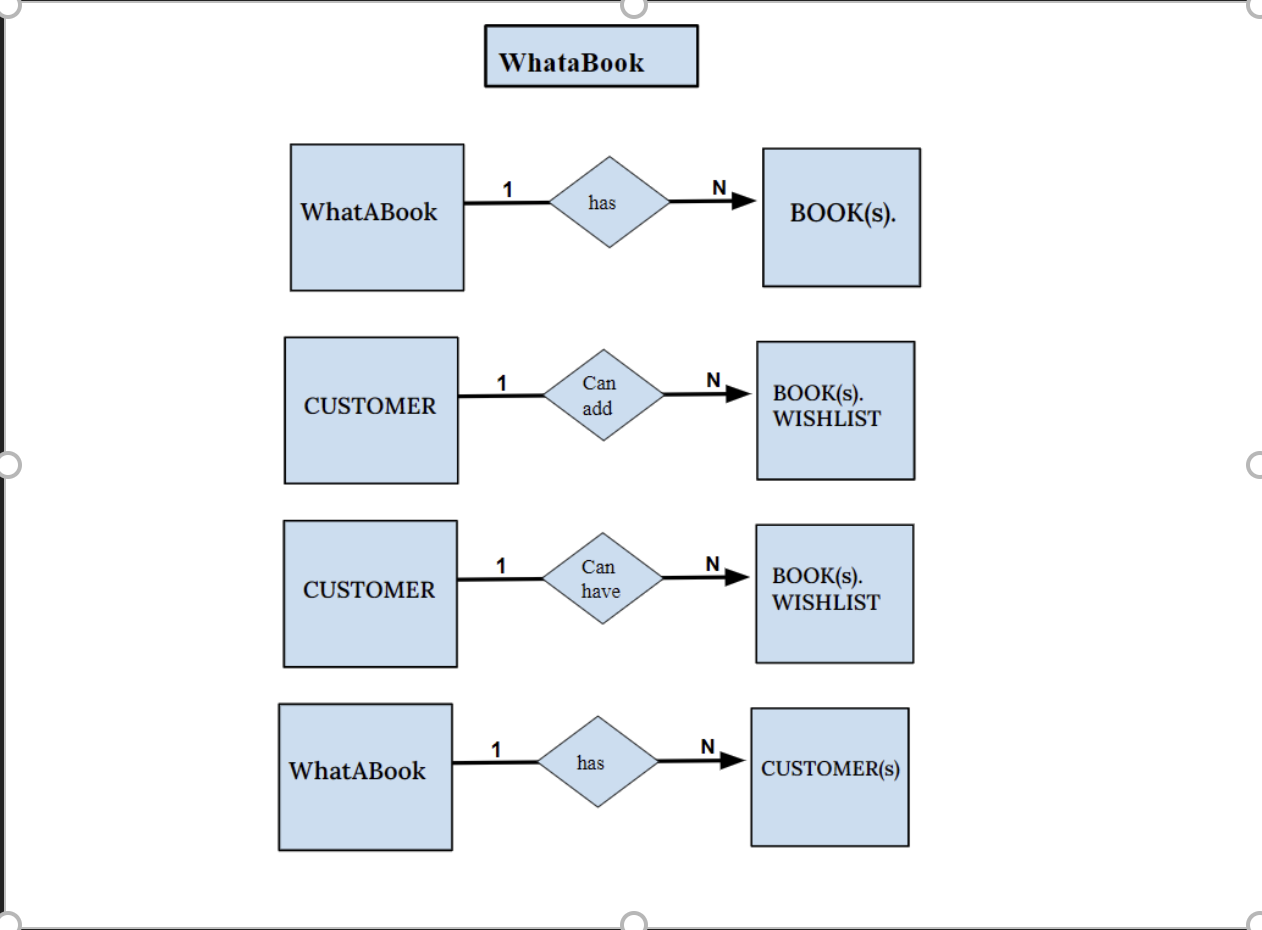 WhataBook
WhatABook
1
has
N
BOOK(s).
CUSTOMER
1
Can
add
N
BOOK(s).
WISHLIST
CUSTOMER
1
Can
have
N
BOOK(s).
WISHLIST
WhatABook
1
has
N
CUSTOMER(s)